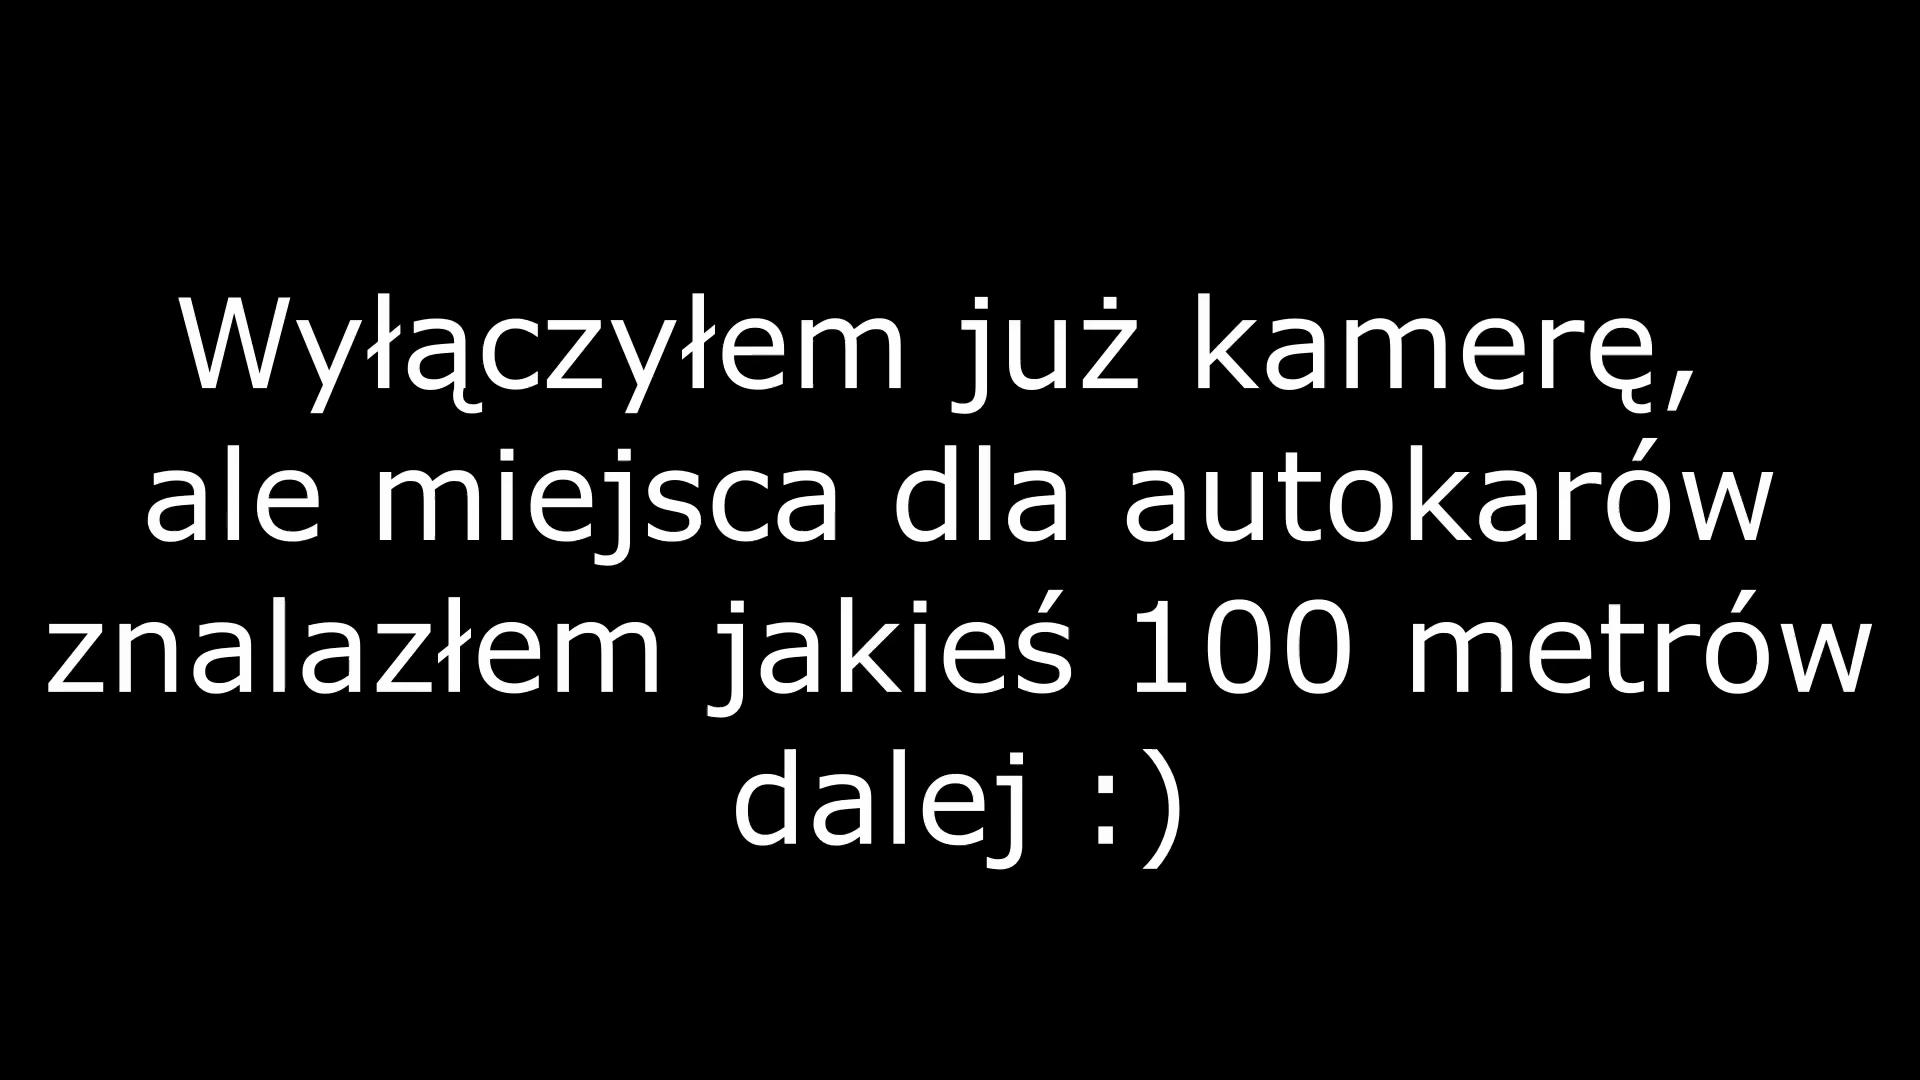 Wyłączyłem już kamerę,
ale miejsca dla autokarów
znalazłem jakieś 100 metrów
dalej :)